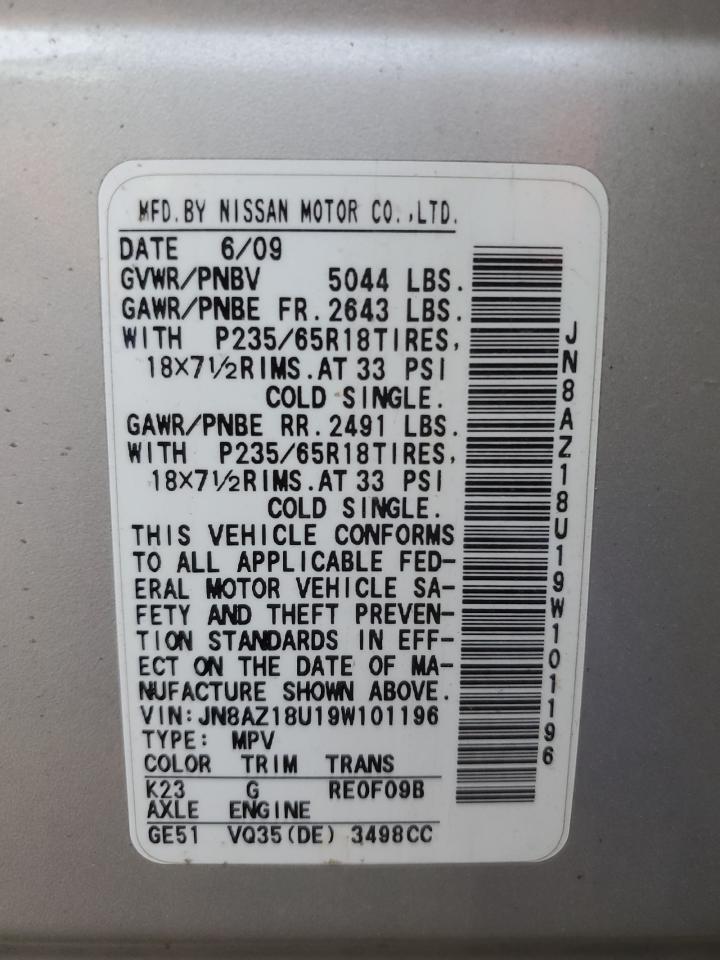 MFD.BY NISSAN MOTOR CO.,LTD.
DATE 6/09
GVWR/PNBV 5044 LBS.
GAWR/PNBE FR.2643 LBS.
WITH P235/65R18TIRES,
18×7 1/2RIMS.AT 33 PSI
COLD SINGLE.
GAWR/PNBE RR.2491 LBS.
WITH P235/65R18TIRES,
18×7 1/2RIMS.AT 33 PSI
COLD SINGLE.
THIS VEHICLE CONFORMS
TO ALL APPLICABLE FED-
ERAL MOTOR VEHICLE SA-
FETY AND THEFT PREVEN-
TION STANDARDS IN EFF-
ECT ON THE DATE OF MA-
NUFACTURE SHOWN ABOVE.
VIN:JN8AZ18U19W101196
TYPE: MPV
COLOR TRIM TRANS
K23 G RE0F09B
AXLE ENGINE
GE51 VQ35(DE) 3498CC
JN8AZ18U19W101196